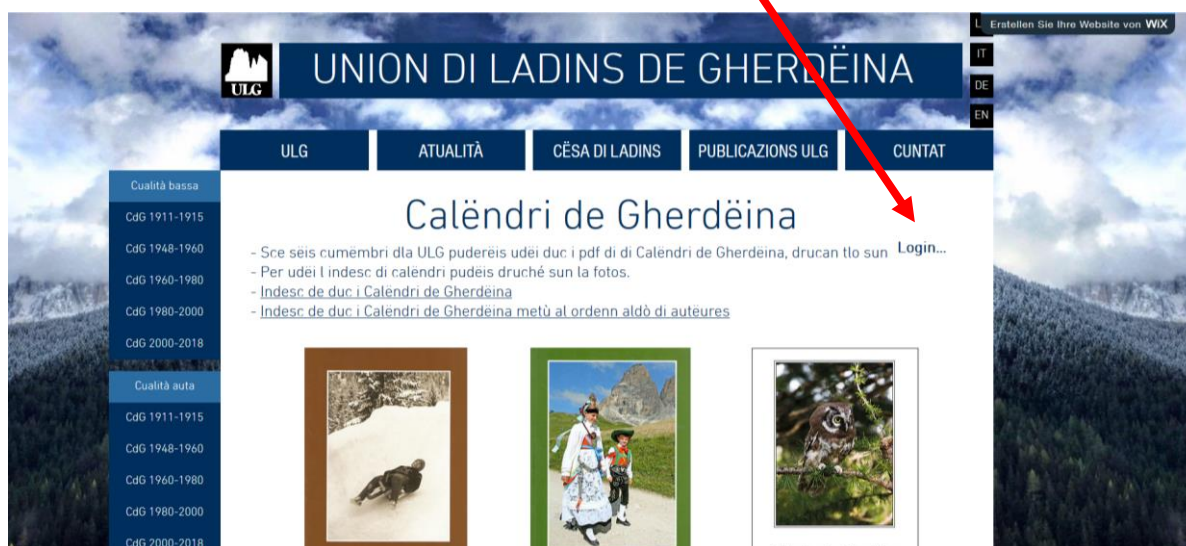 Erstellen Sie Ihre Website von WiX
IT
DE
EN
ULG
UNION DI LADINS DE GHERDËINA
ULG
ATUALITÀ
CËSA DI LADINS
PUBLICAZIONS ULG
CUNTAT
Cualità bassa
CdG 1911-1915
CdG 1948-1960
CdG 1960-1980
CdG 1980-2000
CdG 2000-2018
Cualità auta
CdG 1911-1915
CdG 1948-1960
CdG 1960-1980
CdG 1980-2000
CdG 2000-2018
Calëndri de Gherdëina
- Sce sëis cumëmbri dla ULG puderëis udëi duc i pdf di di Calëndri de Gherdëina, drucan tlo sun Login...
- Per udëi l indesc di calëndri pudëis druché sun la fotos.
- Indesc de duc i Calëndri de Gherdëina
- Indesc de duc i Calëndri de Gherdëina metù al ordenn aldò di autëures